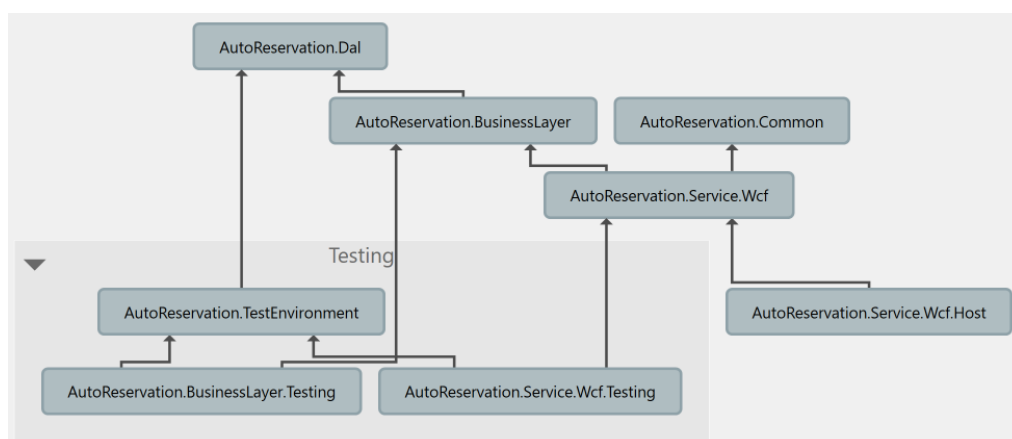 AutoReservation.Dal
AutoReservation.BusinessLayer
AutoReservation.Common
AutoReservation.Service.Wcf
Testing
AutoReservation.TestEnvironment
AutoReservation.Service.Wcf.Host
AutoReservation.BusinessLayer.Testing
AutoReservation.Service.Wcf.Testing